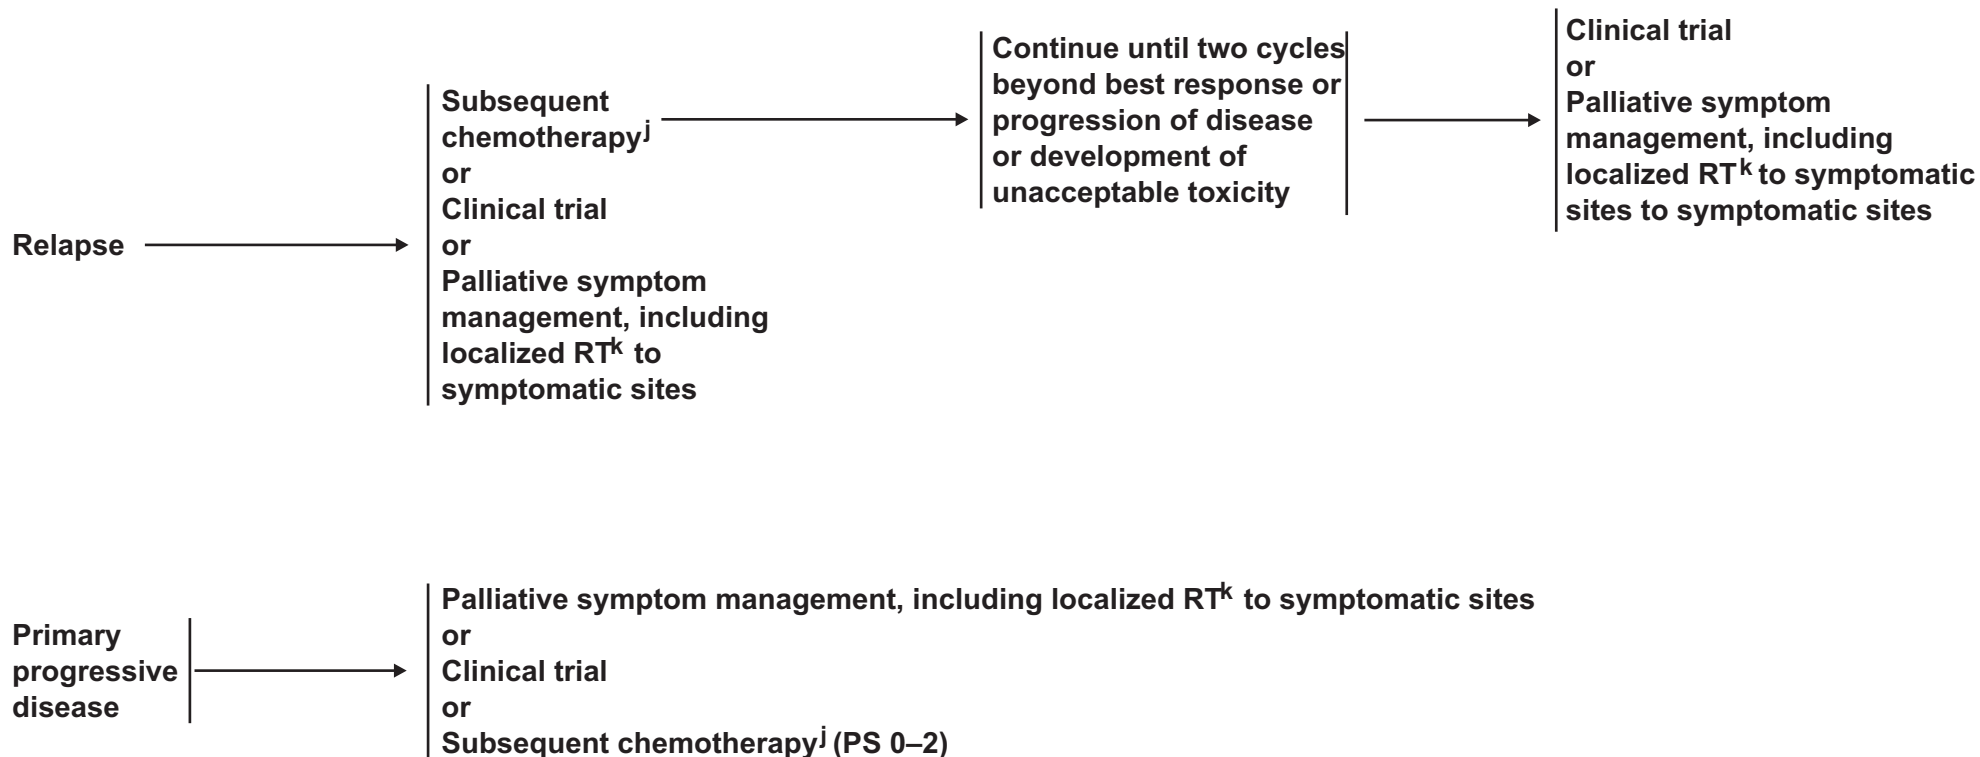 Relapse
Subsequent
chemotherapyj
or
Clinical trial
or
Palliative symptom
management, including
localized RTk to
symptomatic sites
Continue until two cycles
beyond best response or
progression of disease
or development of
unacceptable toxicity
Clinical trial
or
Palliative symptom
management, including
localized RTk to symptomatic
sites to symptomatic sites
Primary
progressive
disease
Palliative symptom management, including localized RTk to symptomatic sites
or
Clinical trial
or
Subsequent chemotherapyj (PS 0–2)